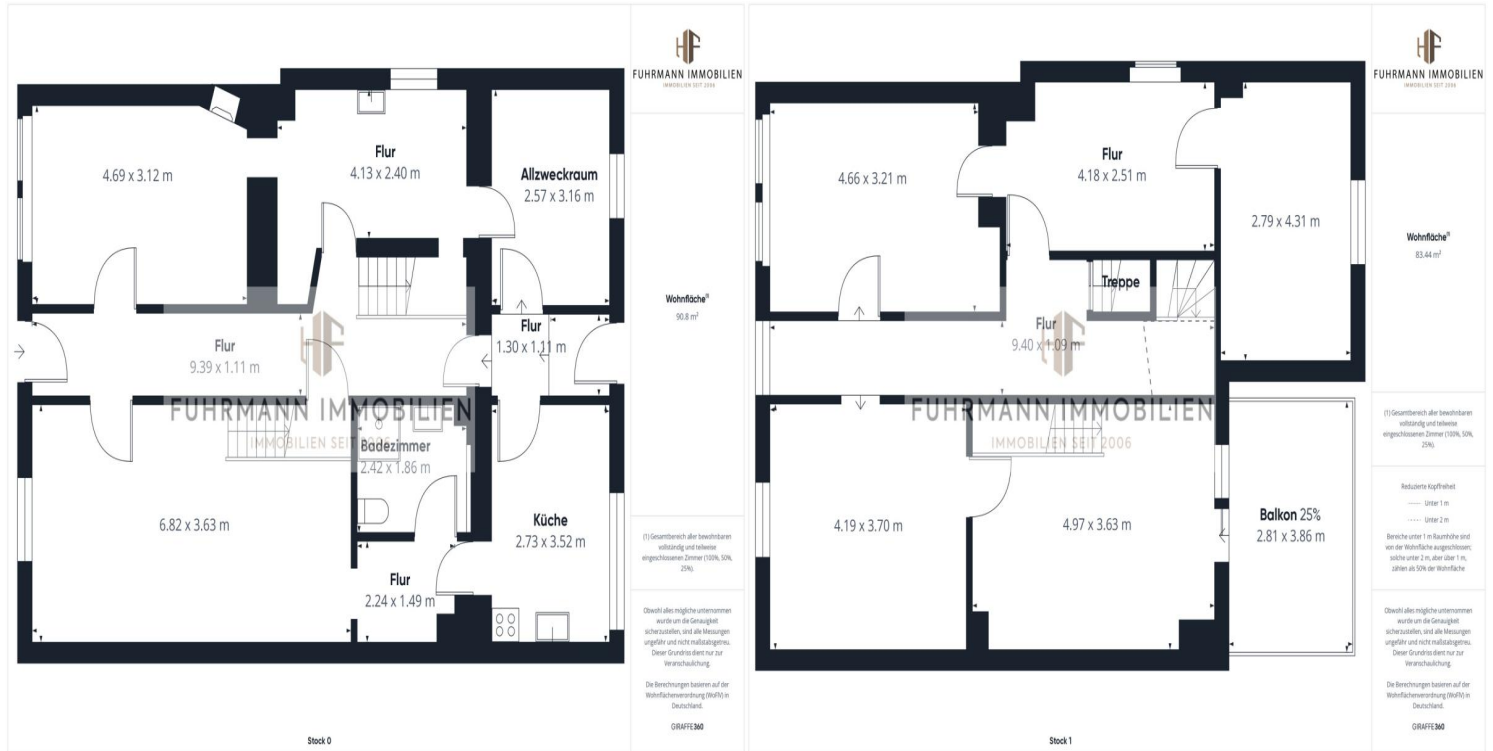 FUHRMANN IMMOBILIEN
IMMOBILIEN SEIT 2006
4.69 x 3.12 m
Flur
4.13 x 2.40 m
Allzweckraum
2.57 x 3.16 m
Flur
9.39 x 1.11 m
Flur
1.30 x 1.11 m
FUHRMANN IMMOBILIEN
IMMOBILIEN SEIT 2006
Badezimmer
2.42 x 1.86 m
6.82 x 3.63 m
Küche
2.73 x 3.52 m
Flur
2.24 x 1.49 m
Wohnfläche⁽¹⁾
90.8 m²
(1) Gesamtbereich aller bewohnbaren
vollständig und teilweise
eingeschlossenen Zimmer (100%, 50%,
25%).
Obwohl alles mögliche unternommen
wurde um die Genauigkeit
sicherzustellen, sind alle Messungen
ungefähr und nicht maßstabsgetreu.
Dieser Grundriss dient nur zur
Veranschaulichung.
Die Berechnungen basieren auf der
Wohnflächenverordnung (WoFlV) in
Deutschland.
GIRAFFE360
Stock 0
FUHRMANN IMMOBILIEN
IMMOBILIEN SEIT 2006
4.66 x 3.21 m
Flur
4.18 x 2.51 m
2.79 x 4.31 m
Treppe
Flur
9.40 x 1.09 m
FUHRMANN IMMOBILIEN
IMMOBILIEN SEIT 2006
4.19 x 3.70 m
4.97 x 3.63 m
Balkon 25%
2.81 x 3.86 m
Wohnfläche⁽¹⁾
83.44 m²
(1) Gesamtbereich aller bewohnbaren
vollständig und teilweise
eingeschlossenen Zimmer (100%, 50%,
25%).
Reduzierte Kopffreiheit
Unter 1 m
Unter 2 m
Bereiche unter 1 m Raumhöhe sind
von der Wohnfläche ausgeschlossen;
solche unter 2 m, aber über 1 m,
zählen als 50% der Wohnfläche
Obwohl alles mögliche unternommen
wurde um die Genauigkeit
sicherzustellen, sind alle Messungen
ungefähr und nicht maßstabsgetreu.
Dieser Grundriss dient nur zur
Veranschaulichung.
Die Berechnungen basieren auf der
Wohnflächenverordnung (WoFlV) in
Deutschland.
GIRAFFE360
Stock 1